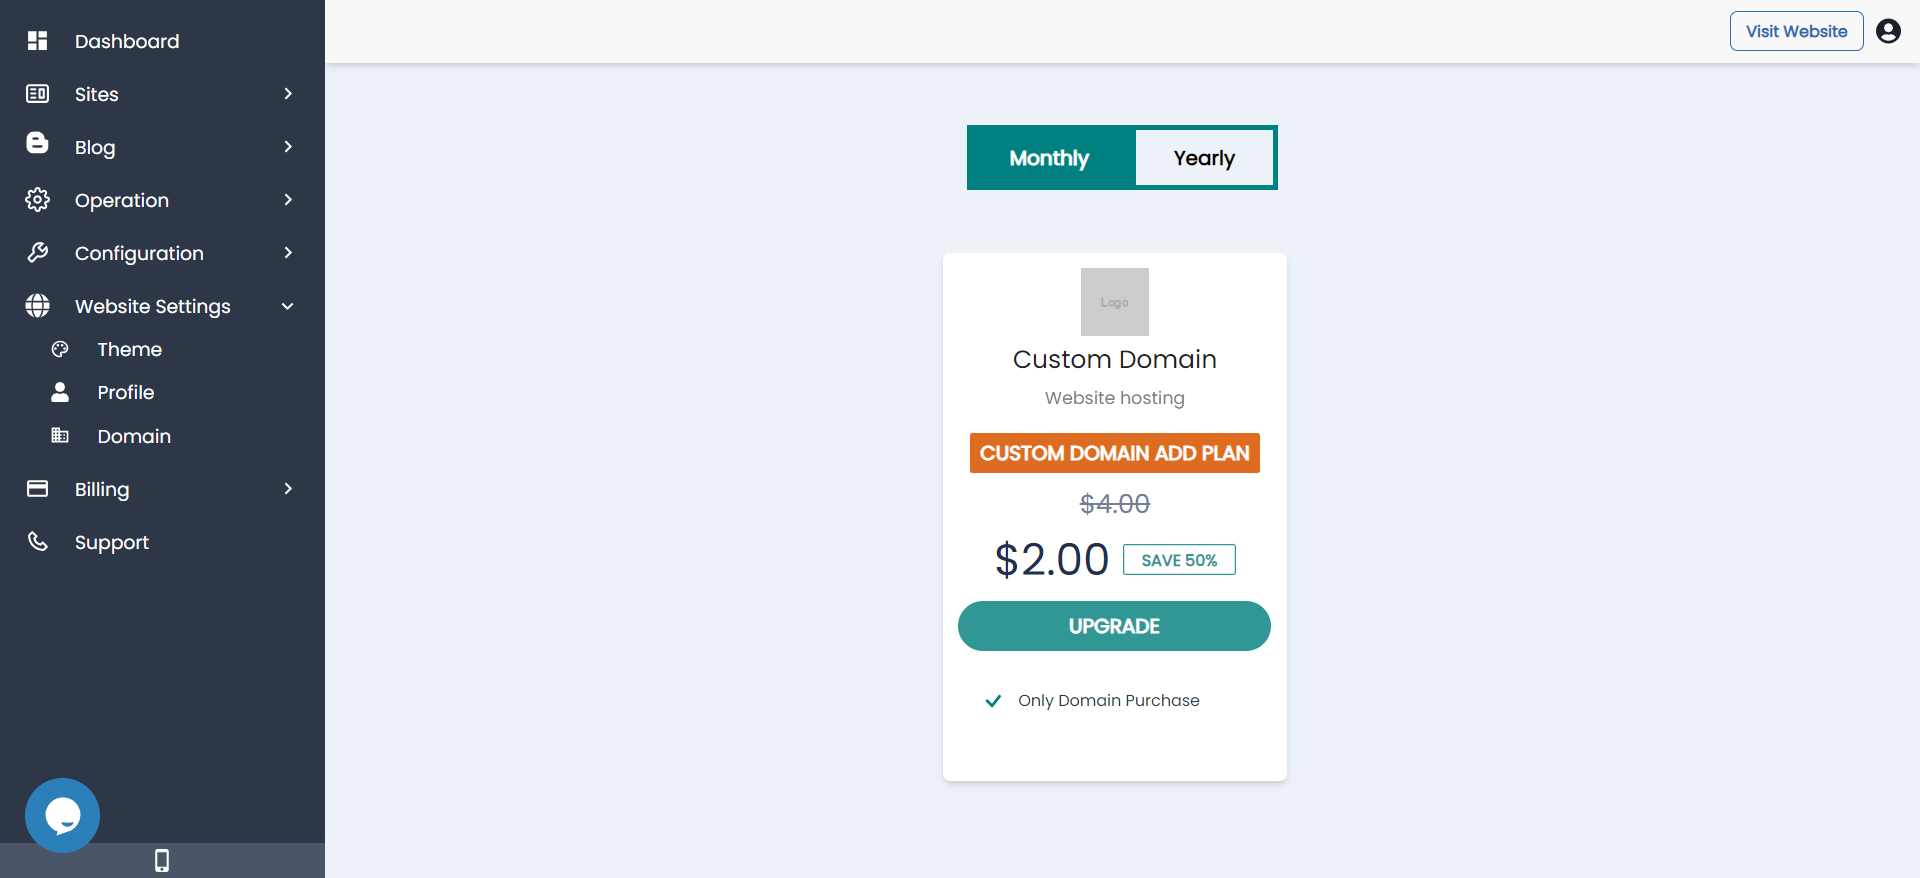 Dashboard
Sites
Blog
Operation
Configuration
Website Settings
Theme
Profile
Domain
Billing
Support
Visit Website
Monthly
Yearly
Logo
Custom Domain
Website hosting
CUSTOM DOMAIN ADD PLAN
$4.00
$2.00
SAVE 50%
UPGRADE
Only Domain Purchase